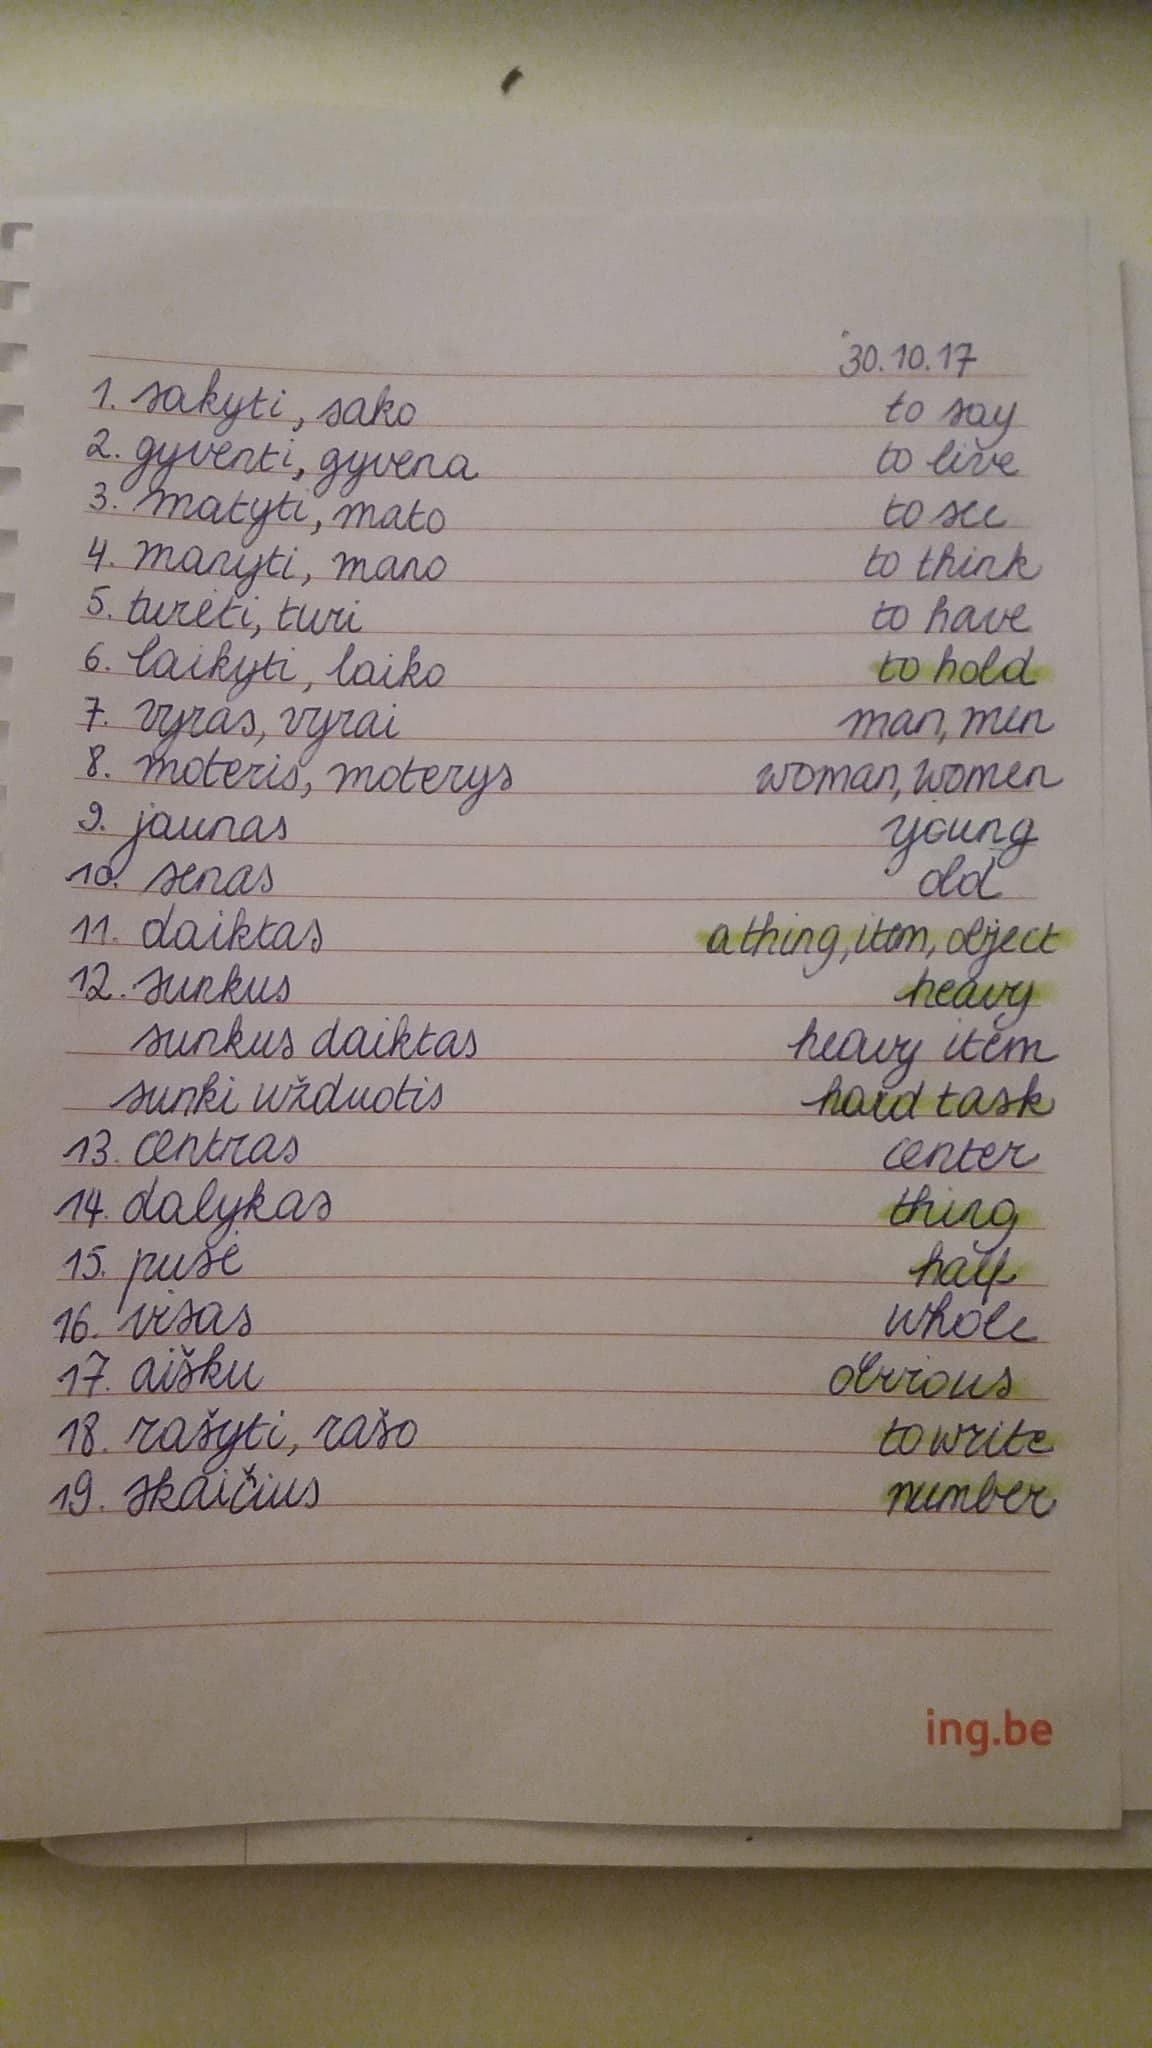 30.10.17
1. sakyti, sako to say
2. gyventi, gyvena to live
3. matyti, mato to see
4. manyti, mano to think
5. turėti, turi to have
6. laikyti, laiko to hold
7. vyras, vyrai man, men
8. moteris, moterys woman, women
9. jaunas young
10. senas old
11. daiktas a thing, item, object
12. sunkus heavy
sunkus daiktas heavy item
sunki užduotis hard task
13. centras center
14. dalykas thing
15. pusė half
16. visas whole
17. aišku obvious
18. rašyti, rašo to write
19. skaičius number
ing.be